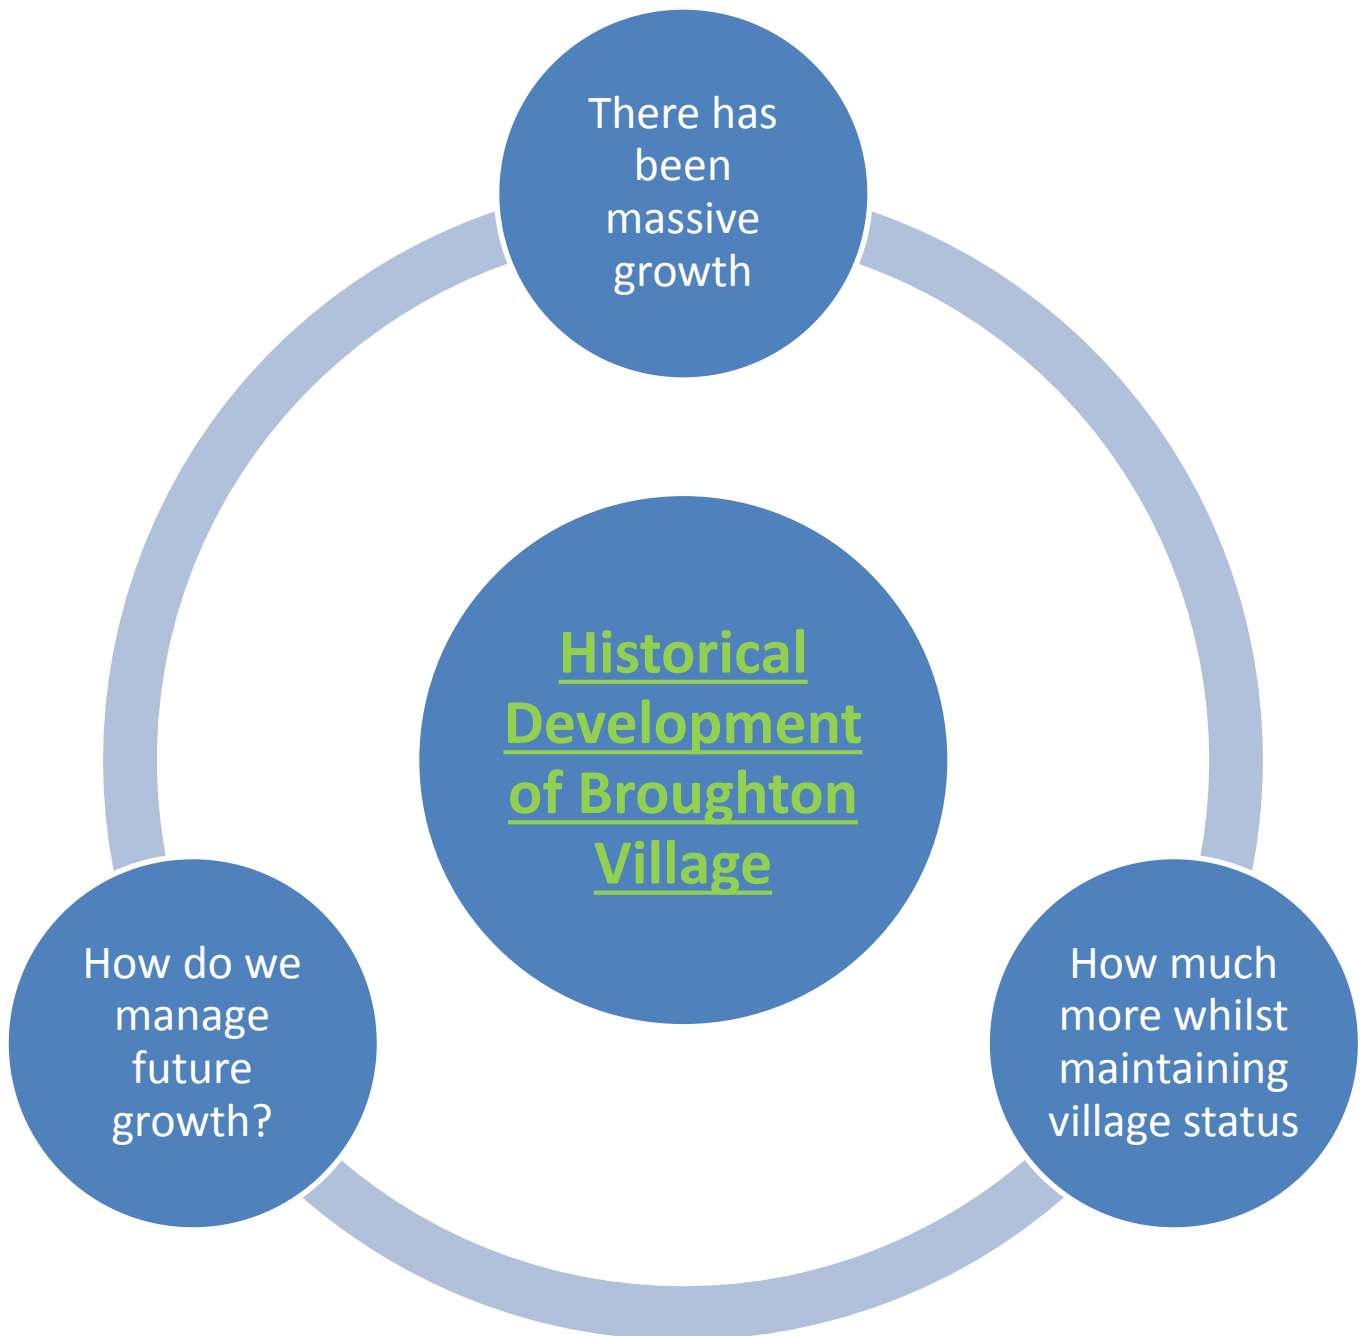 There has
been
massive
growth
Historical
Development
of Broughton
Village
How do we
manage
future
growth?
How much
more whilst
maintaining
village status